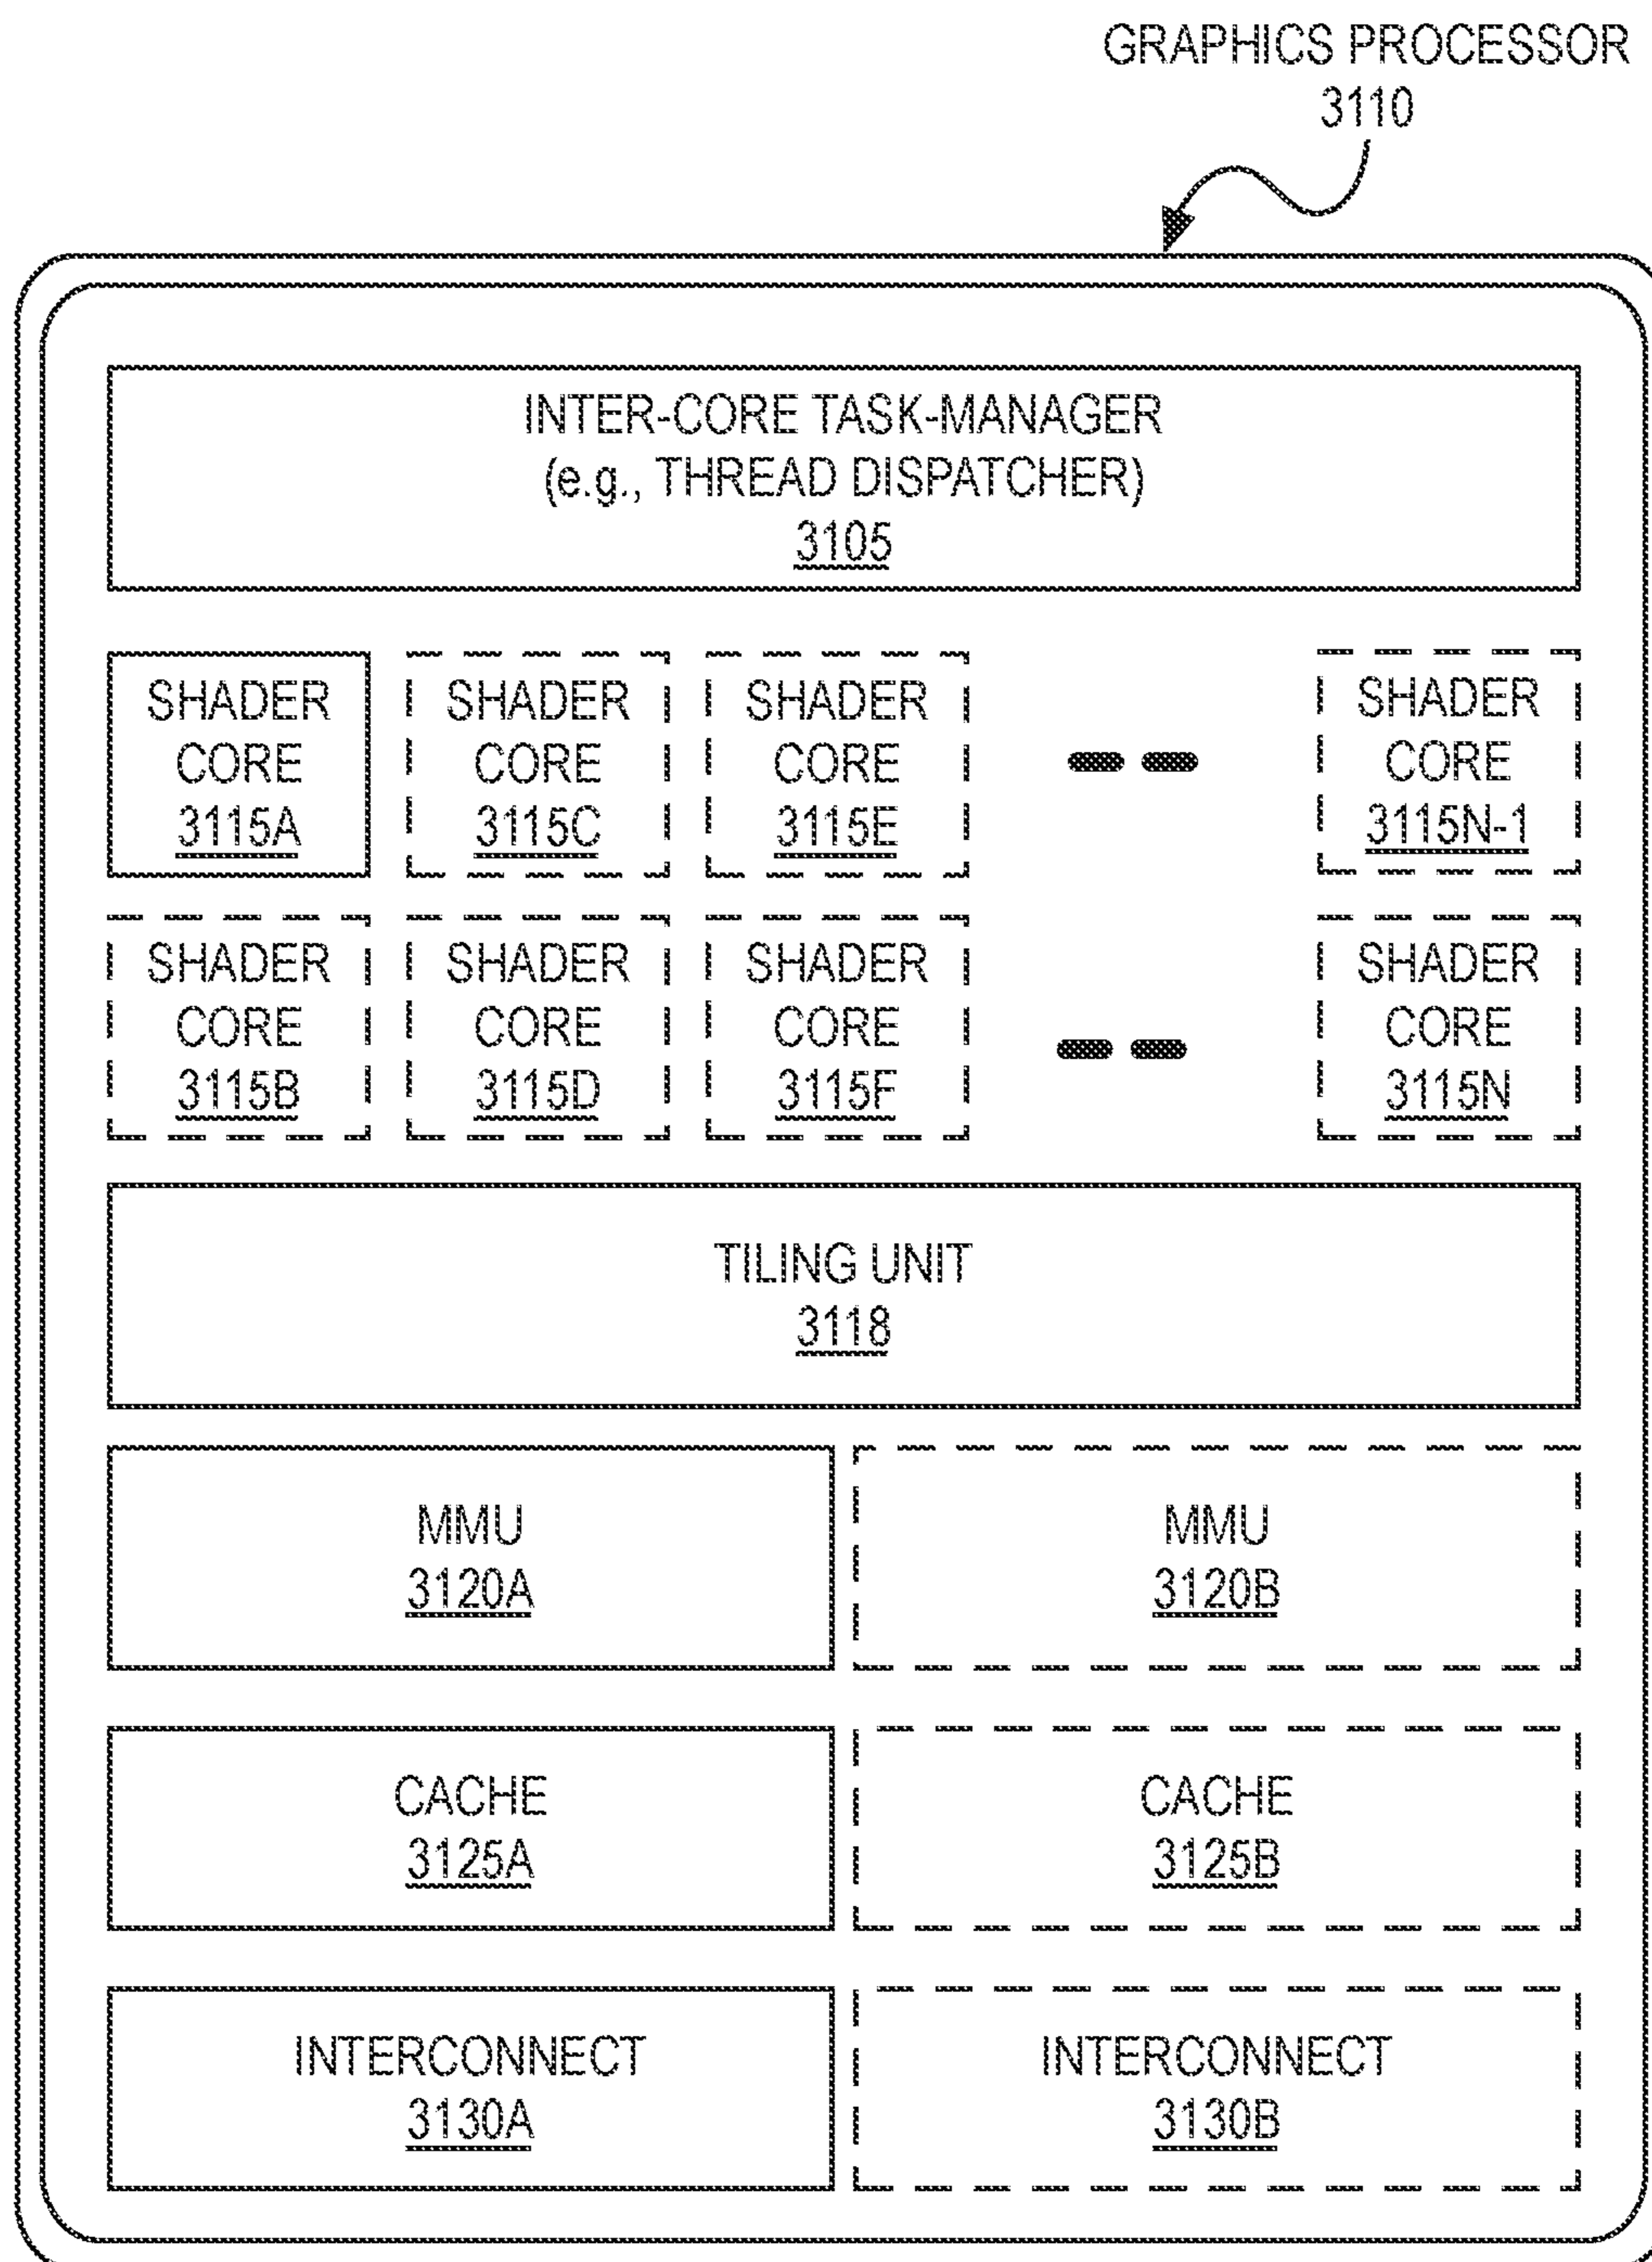 GRAPHICS PROCESSOR
3110
INTER-CORE TASK-MANAGER
(e.g., THREAD DISPATCHER)
3105
SHADER
CORE
3115A
SHADER
CORE
3115C
SHADER
CORE
3115E
SHADER
CORE
3115N-1
SHADER
CORE
3115B
SHADER
CORE
3115D
SHADER
CORE
3115F
SHADER
CORE
3115N
TILING UNIT
3118
MMU
3120A
MMU
3120B
CACHE
3125A
CACHE
3125B
INTERCONNECT
3130A
INTERCONNECT
3130B